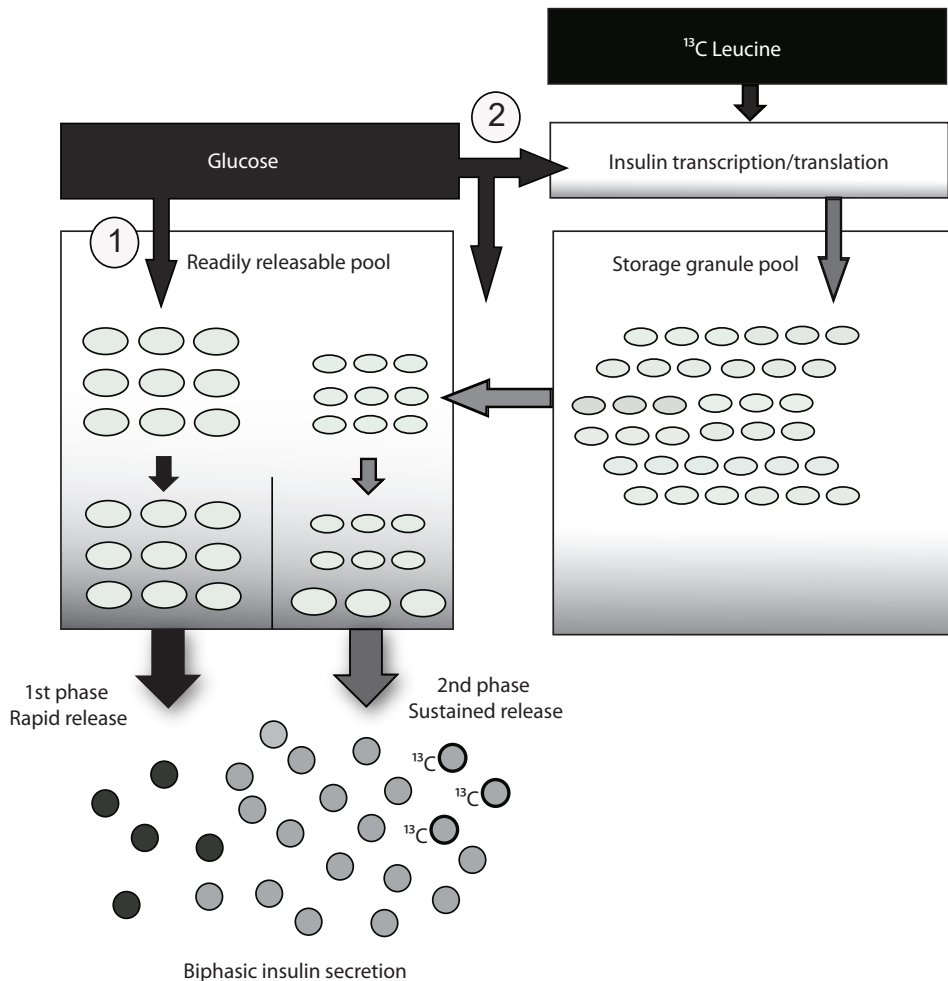 ¹³C Leucine
2
Glucose
Insulin transcription/translation
1
Readily releasable pool
Storage granule pool
1st phase
Rapid release
2nd phase
Sustained release
¹³C
¹³C
¹³C
Biphasic insulin secretion